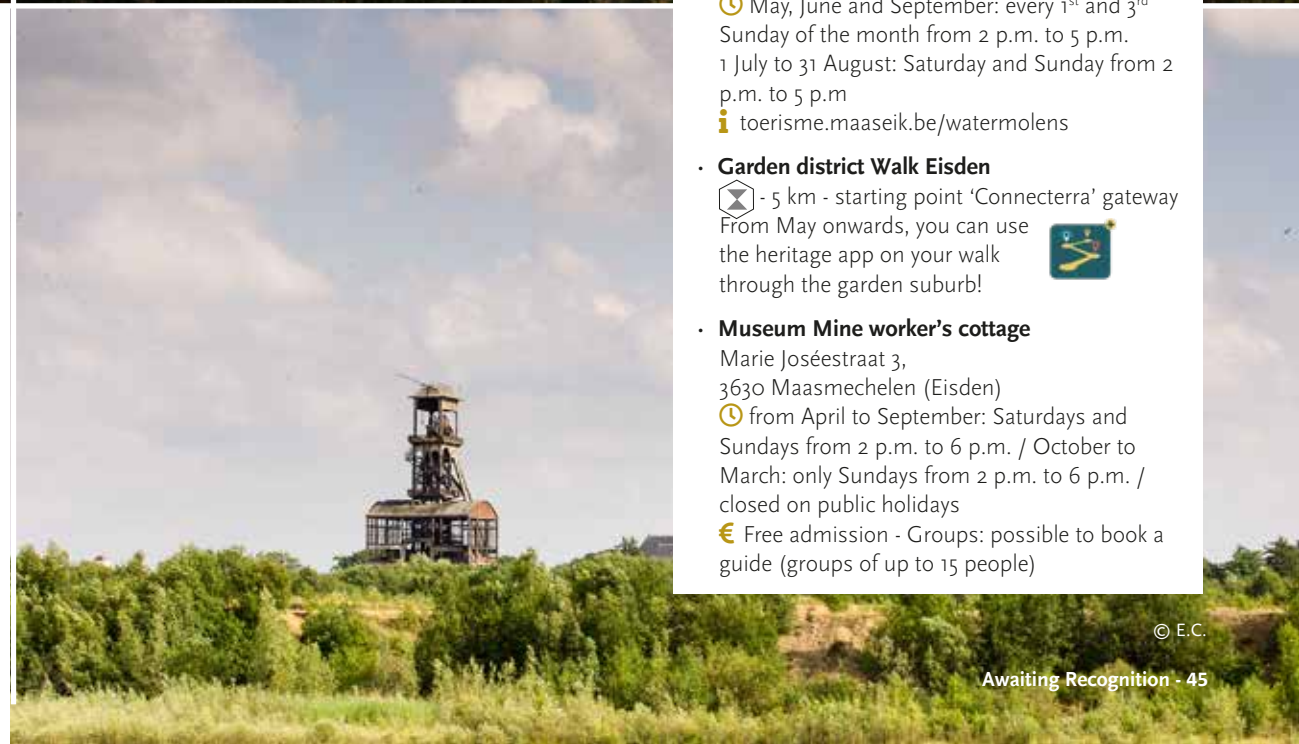 May, June and September: every 1st and 3rd
Sunday of the month from 2 p.m. to 5 p.m.
1 July to 31 August: Saturday and Sunday from 2
p.m. to 5 p.m
toerisme.maaseik.be/watermolens
• Garden district Walk Eisden
- 5 km - starting point ‘Connecterra’ gateway
From May onwards, you can use
the heritage app on your walk
through the garden suburb!
• Museum Mine worker’s cottage
Marie Joséestraat 3,
3630 Maasmechelen (Eisden)
from April to September: Saturdays and
Sundays from 2 p.m. to 6 p.m. / October to
March: only Sundays from 2 p.m. to 6 p.m. /
closed on public holidays
€ Free admission - Groups: possible to book a
guide (groups of up to 15 people)
© E.C.
Awaiting Recognition - 45